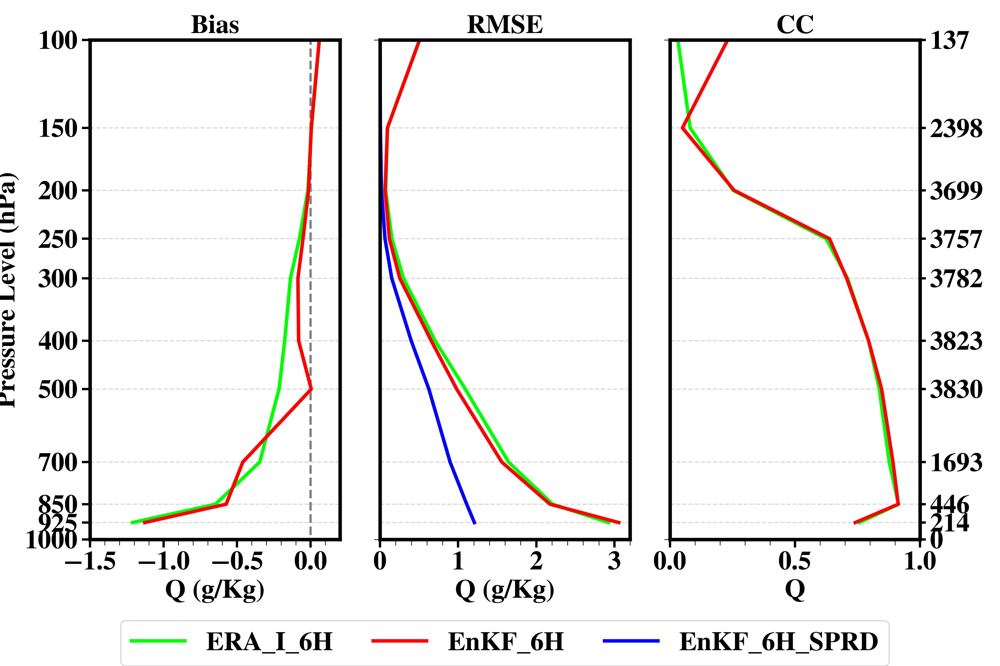 Bias
RMSE
CC
Pressure Level (hPa)
100
150
200
250
300
400
500
700
850
925
1000
137
2398
3699
3757
3782
3823
3830
1693
446
214
0
−1.5 −1.0 −0.5 0.0
0 1 2 3
0.0 0.5 1.0
Q (g/Kg)
Q (g/Kg)
Q
ERA_I_6H EnKF_6H EnKF_6H_SPRD